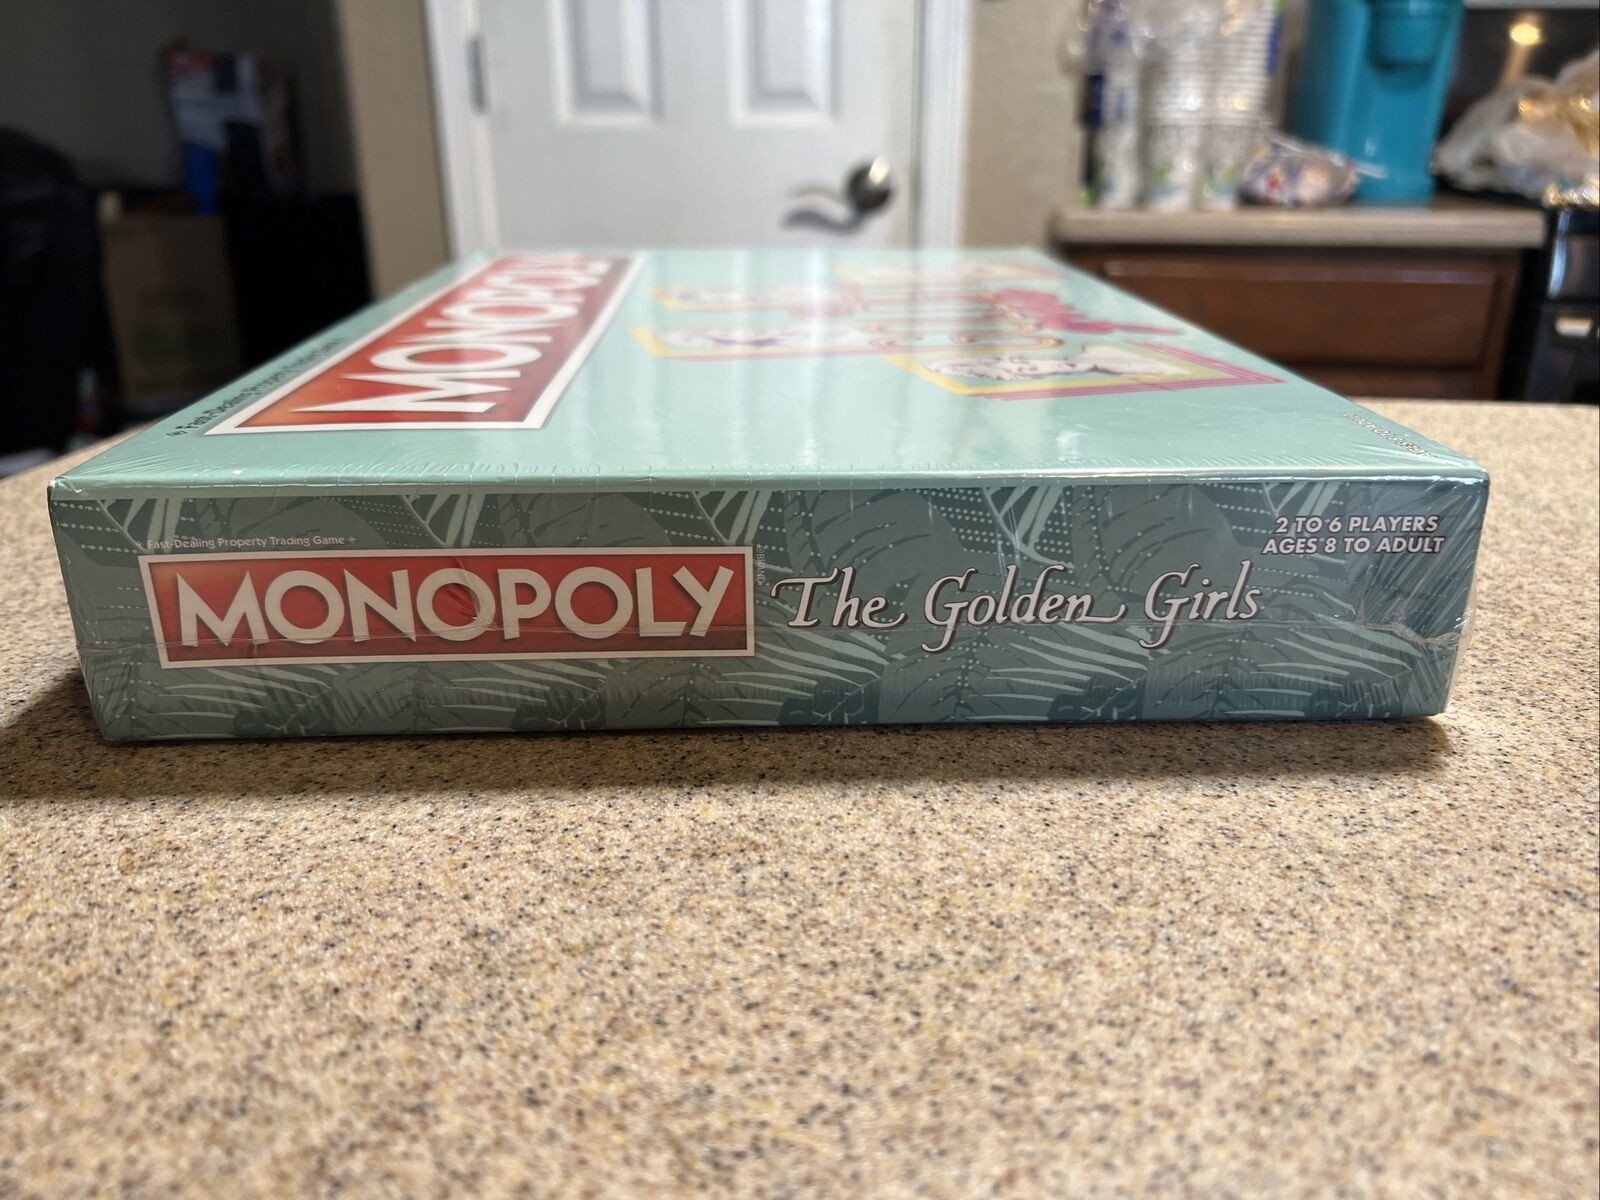 MONOPOLY
Fast-Dealing Property Trading Game
MONOPOLY
The Golden Girls
2 TO 6 PLAYERS
AGES 8 TO ADULT